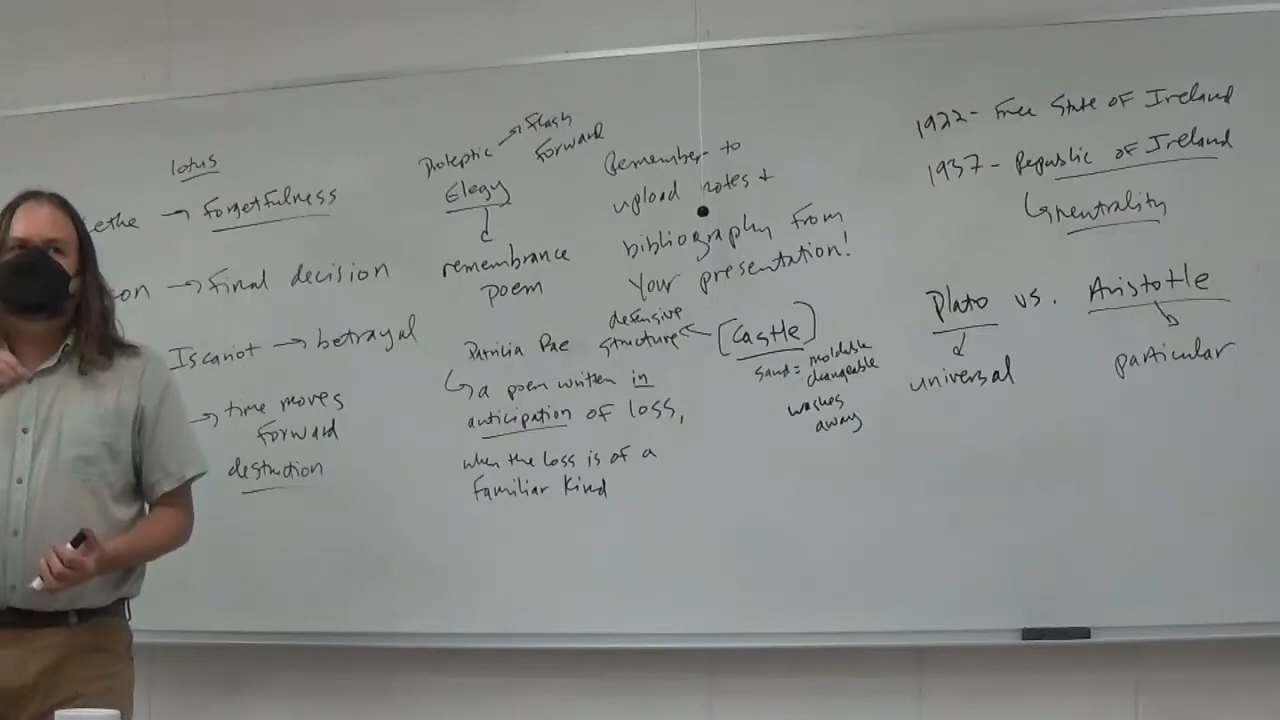 lotus
ethe → forgetfulness
on → final decision
Iscariot → betrayal
→ time moves
forward
destruction
Proleptic → Flash
Forward
Elegy
remembrance
poem
Patricia Rae
↳ a poem written in
anticipation of loss,
when the loss is of a
familiar kind
Remember to
upload notes +
bibliography from
your presentation!
defensive
structure ← [Castle]
Sand = moldable
changeable
washes
away
1922 - Free State of Ireland
1937 - Republic of Ireland
↳ neutrality
Plato vs. Aristotle
universal
particular